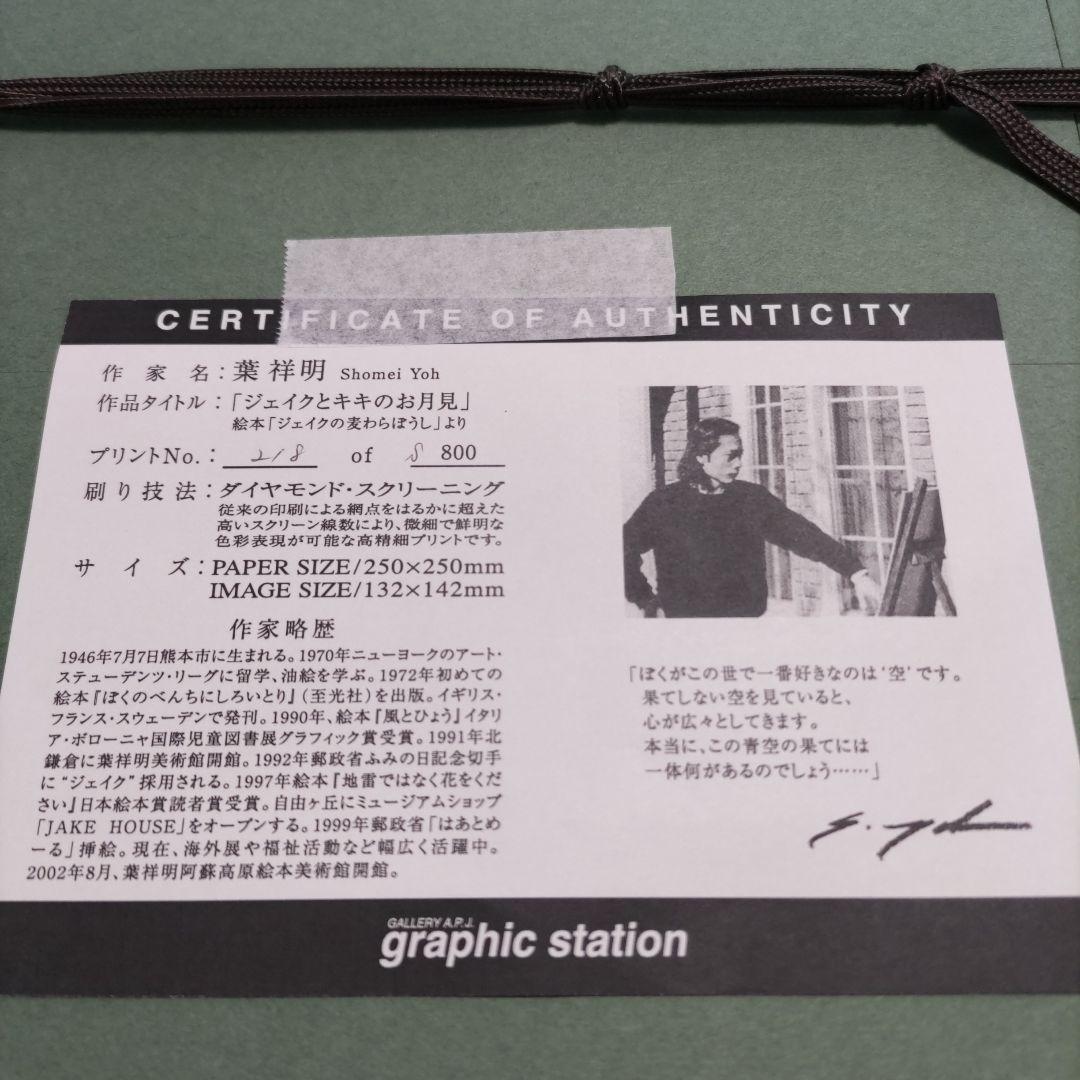 CERTIFICATE OF AUTHENTICITY
作家名：葉祥明 Shomei Yoh
作品タイトル：「ジェイクとキキのお月見」
絵本「ジェイクの麦わらぼうし」より
プリントNo.： 218 of S 800
刷り技法：ダイヤモンド・スクリーニング
従来の印刷による網点をはるかに超えた
高いスクリーン線数により、微細で鮮明な
色彩表現が可能な高精細プリントです。
サイズ：PAPER SIZE/250×250mm
IMAGE SIZE/132×142mm
作家略歴
1946年7月7日熊本市に生まれる。1970年ニューヨークのアート・
ステューデンツ・リーグに留学、油絵を学ぶ。1972年初めての
絵本『ぼくのべんちにしろいとり』（至光社）を出版。イギリス・
フランス・スウェーデンで発刊。1990年、絵本『風とひょう』イタリ
ア・ボローニャ国際児童図書展グラフィック賞受賞。1991年北
鎌倉に葉祥明美術館開館。1992年郵政省ふみの日記念切手
に“ジェイク”採用される。1997年絵本『地雷ではなく花をくだ
さい』日本絵本賞読者賞受賞。自由ヶ丘にミュージアムショップ
「JAKE HOUSE」をオープンする。1999年郵政省「はあとめ
ーる」挿絵。現在、海外展や福祉活動など幅広く活躍中。
2002年8月、葉祥明阿蘇高原絵本美術館開館。
「ぼくがこの世で一番好きなのは‘空’です。
果てしない空を見ていると、
心が広々としてきます。
本当に、この青空の果てには
一体何があるのでしょう……」
GALLERY A.P.J.
graphic station